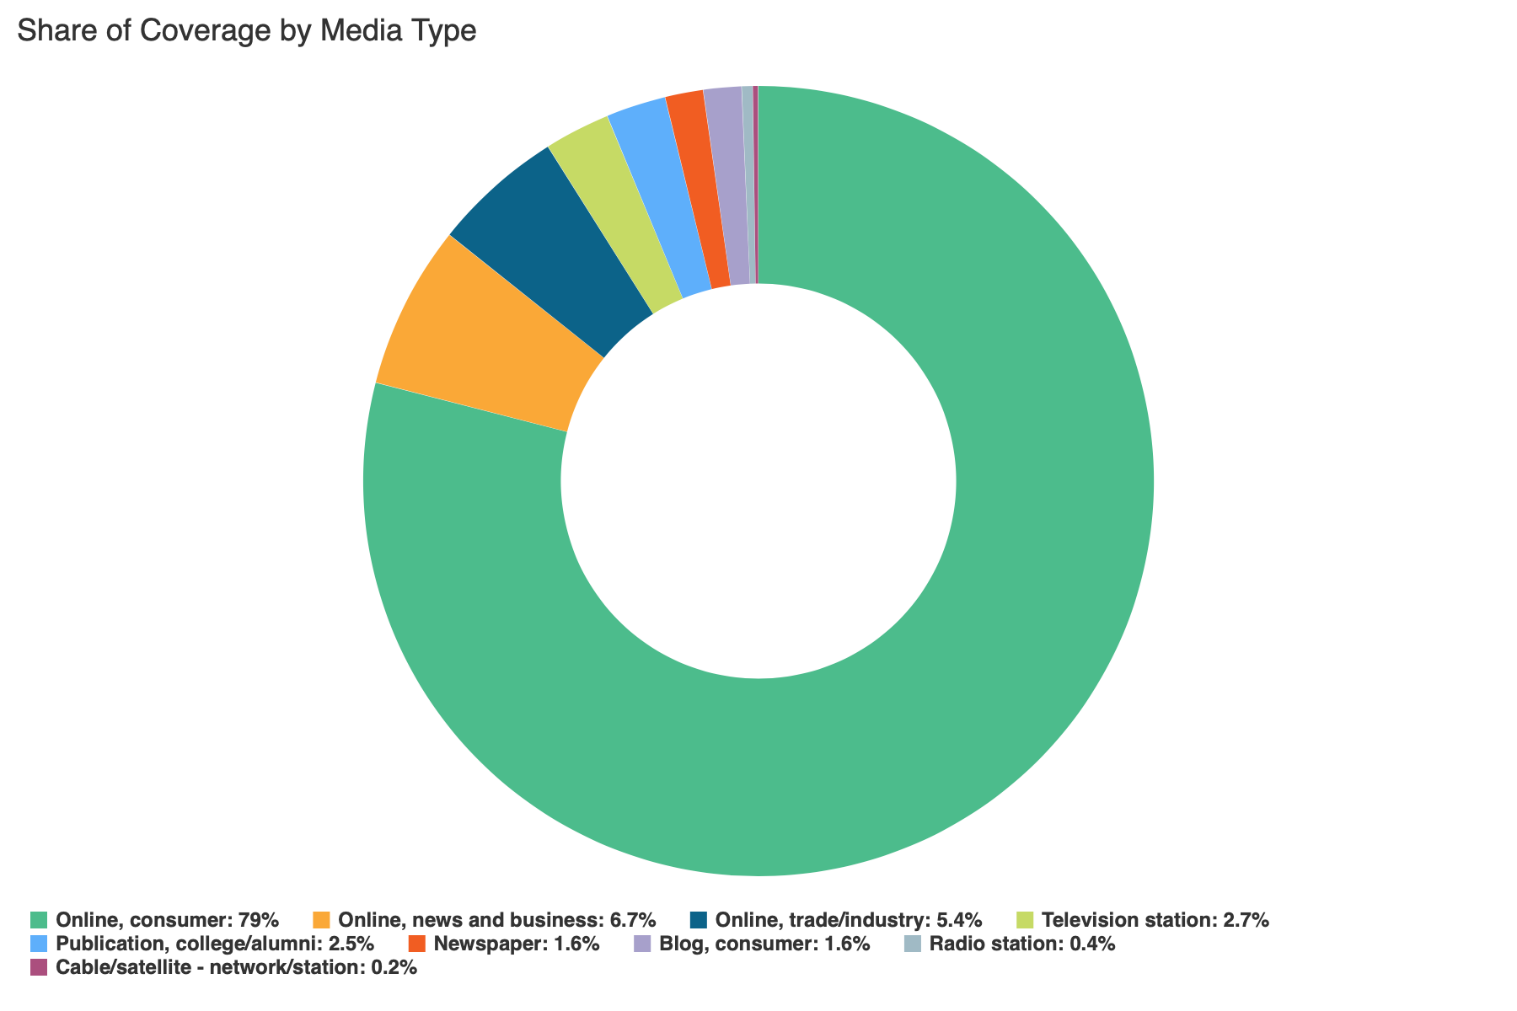 Share of Coverage by Media Type
Online, consumer: 79% Online, news and business: 6.7% Online, trade/industry: 5.4% Television station: 2.7%
Publication, college/alumni: 2.5% Newspaper: 1.6% Blog, consumer: 1.6% Radio station: 0.4%
Cable/satellite - network/station: 0.2%